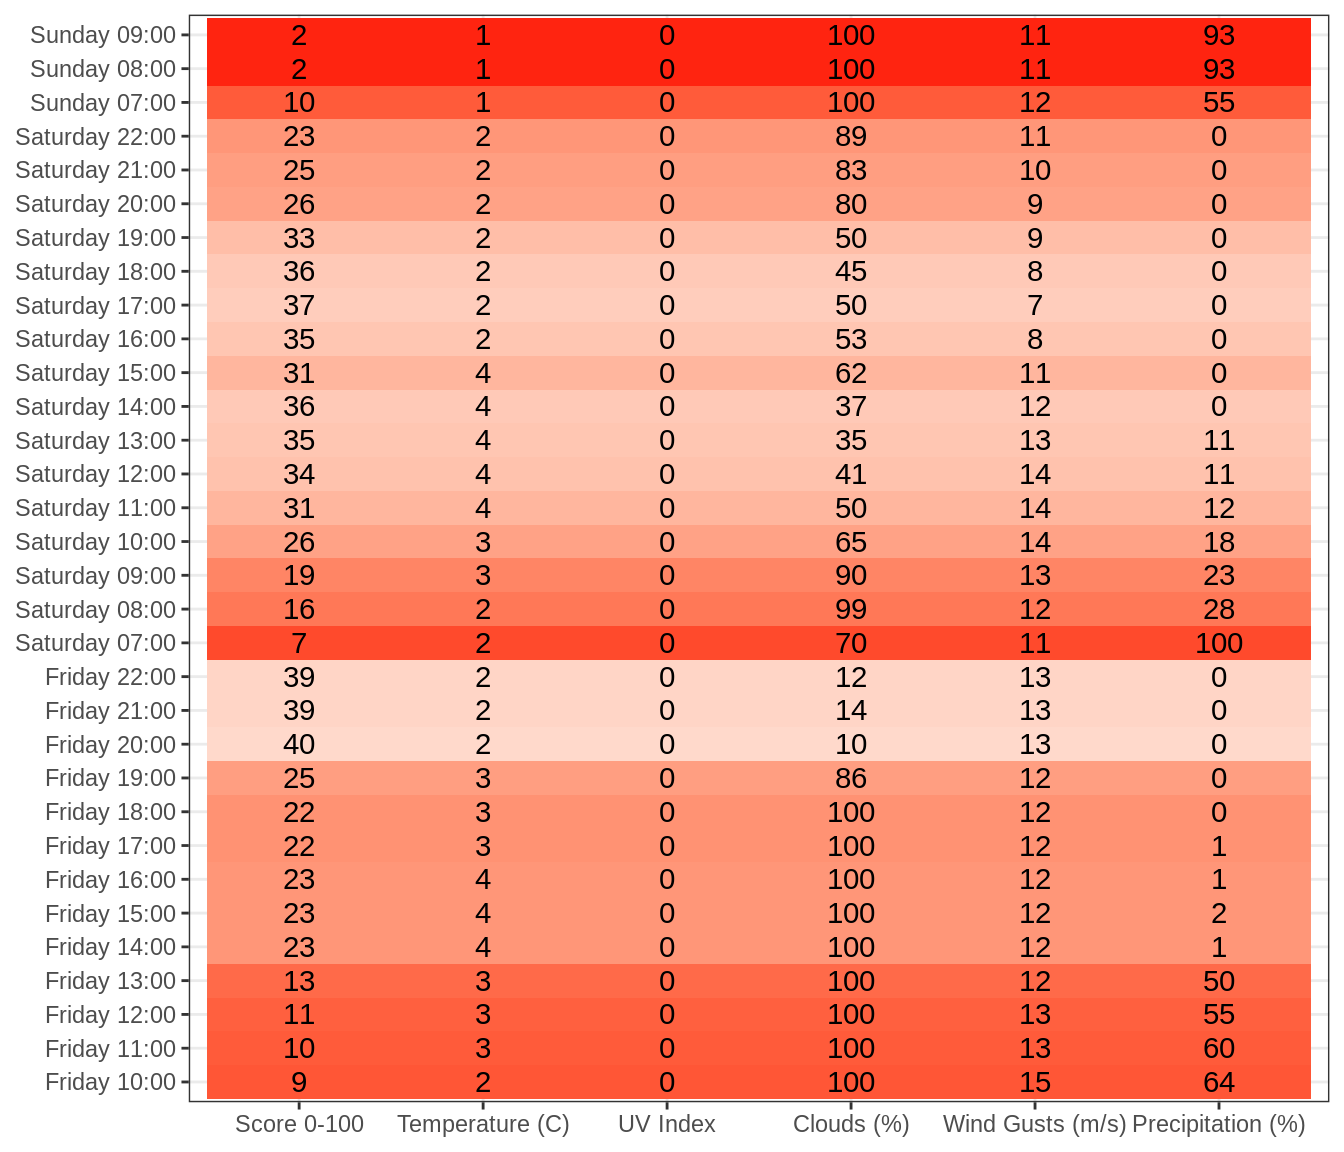 Sunday 09:00 2 1 0 100 11 93
Sunday 08:00 2 1 0 100 11 93
Sunday 07:00 10 1 0 100 12 55
Saturday 22:00 23 2 0 89 11 0
Saturday 21:00 25 2 0 83 10 0
Saturday 20:00 26 2 0 80 9 0
Saturday 19:00 33 2 0 50 9 0
Saturday 18:00 36 2 0 45 8 0
Saturday 17:00 37 2 0 50 7 0
Saturday 16:00 35 2 0 53 8 0
Saturday 15:00 31 4 0 62 11 0
Saturday 14:00 36 4 0 37 12 0
Saturday 13:00 35 4 0 35 13 11
Saturday 12:00 34 4 0 41 14 11
Saturday 11:00 31 4 0 50 14 12
Saturday 10:00 26 3 0 65 14 18
Saturday 09:00 19 3 0 90 13 23
Saturday 08:00 16 2 0 99 12 28
Saturday 07:00 7 2 0 70 11 100
Friday 22:00 39 2 0 12 13 0
Friday 21:00 39 2 0 14 13 0
Friday 20:00 40 2 0 10 13 0
Friday 19:00 25 3 0 86 12 0
Friday 18:00 22 3 0 100 12 0
Friday 17:00 22 3 0 100 12 1
Friday 16:00 23 4 0 100 12 1
Friday 15:00 23 4 0 100 12 2
Friday 14:00 23 4 0 100 12 1
Friday 13:00 13 3 0 100 12 50
Friday 12:00 11 3 0 100 13 55
Friday 11:00 10 3 0 100 13 60
Friday 10:00 9 2 0 100 15 64
Score 0-100 Temperature (C) UV Index Clouds (%) Wind Gusts (m/s) Precipitation (%)